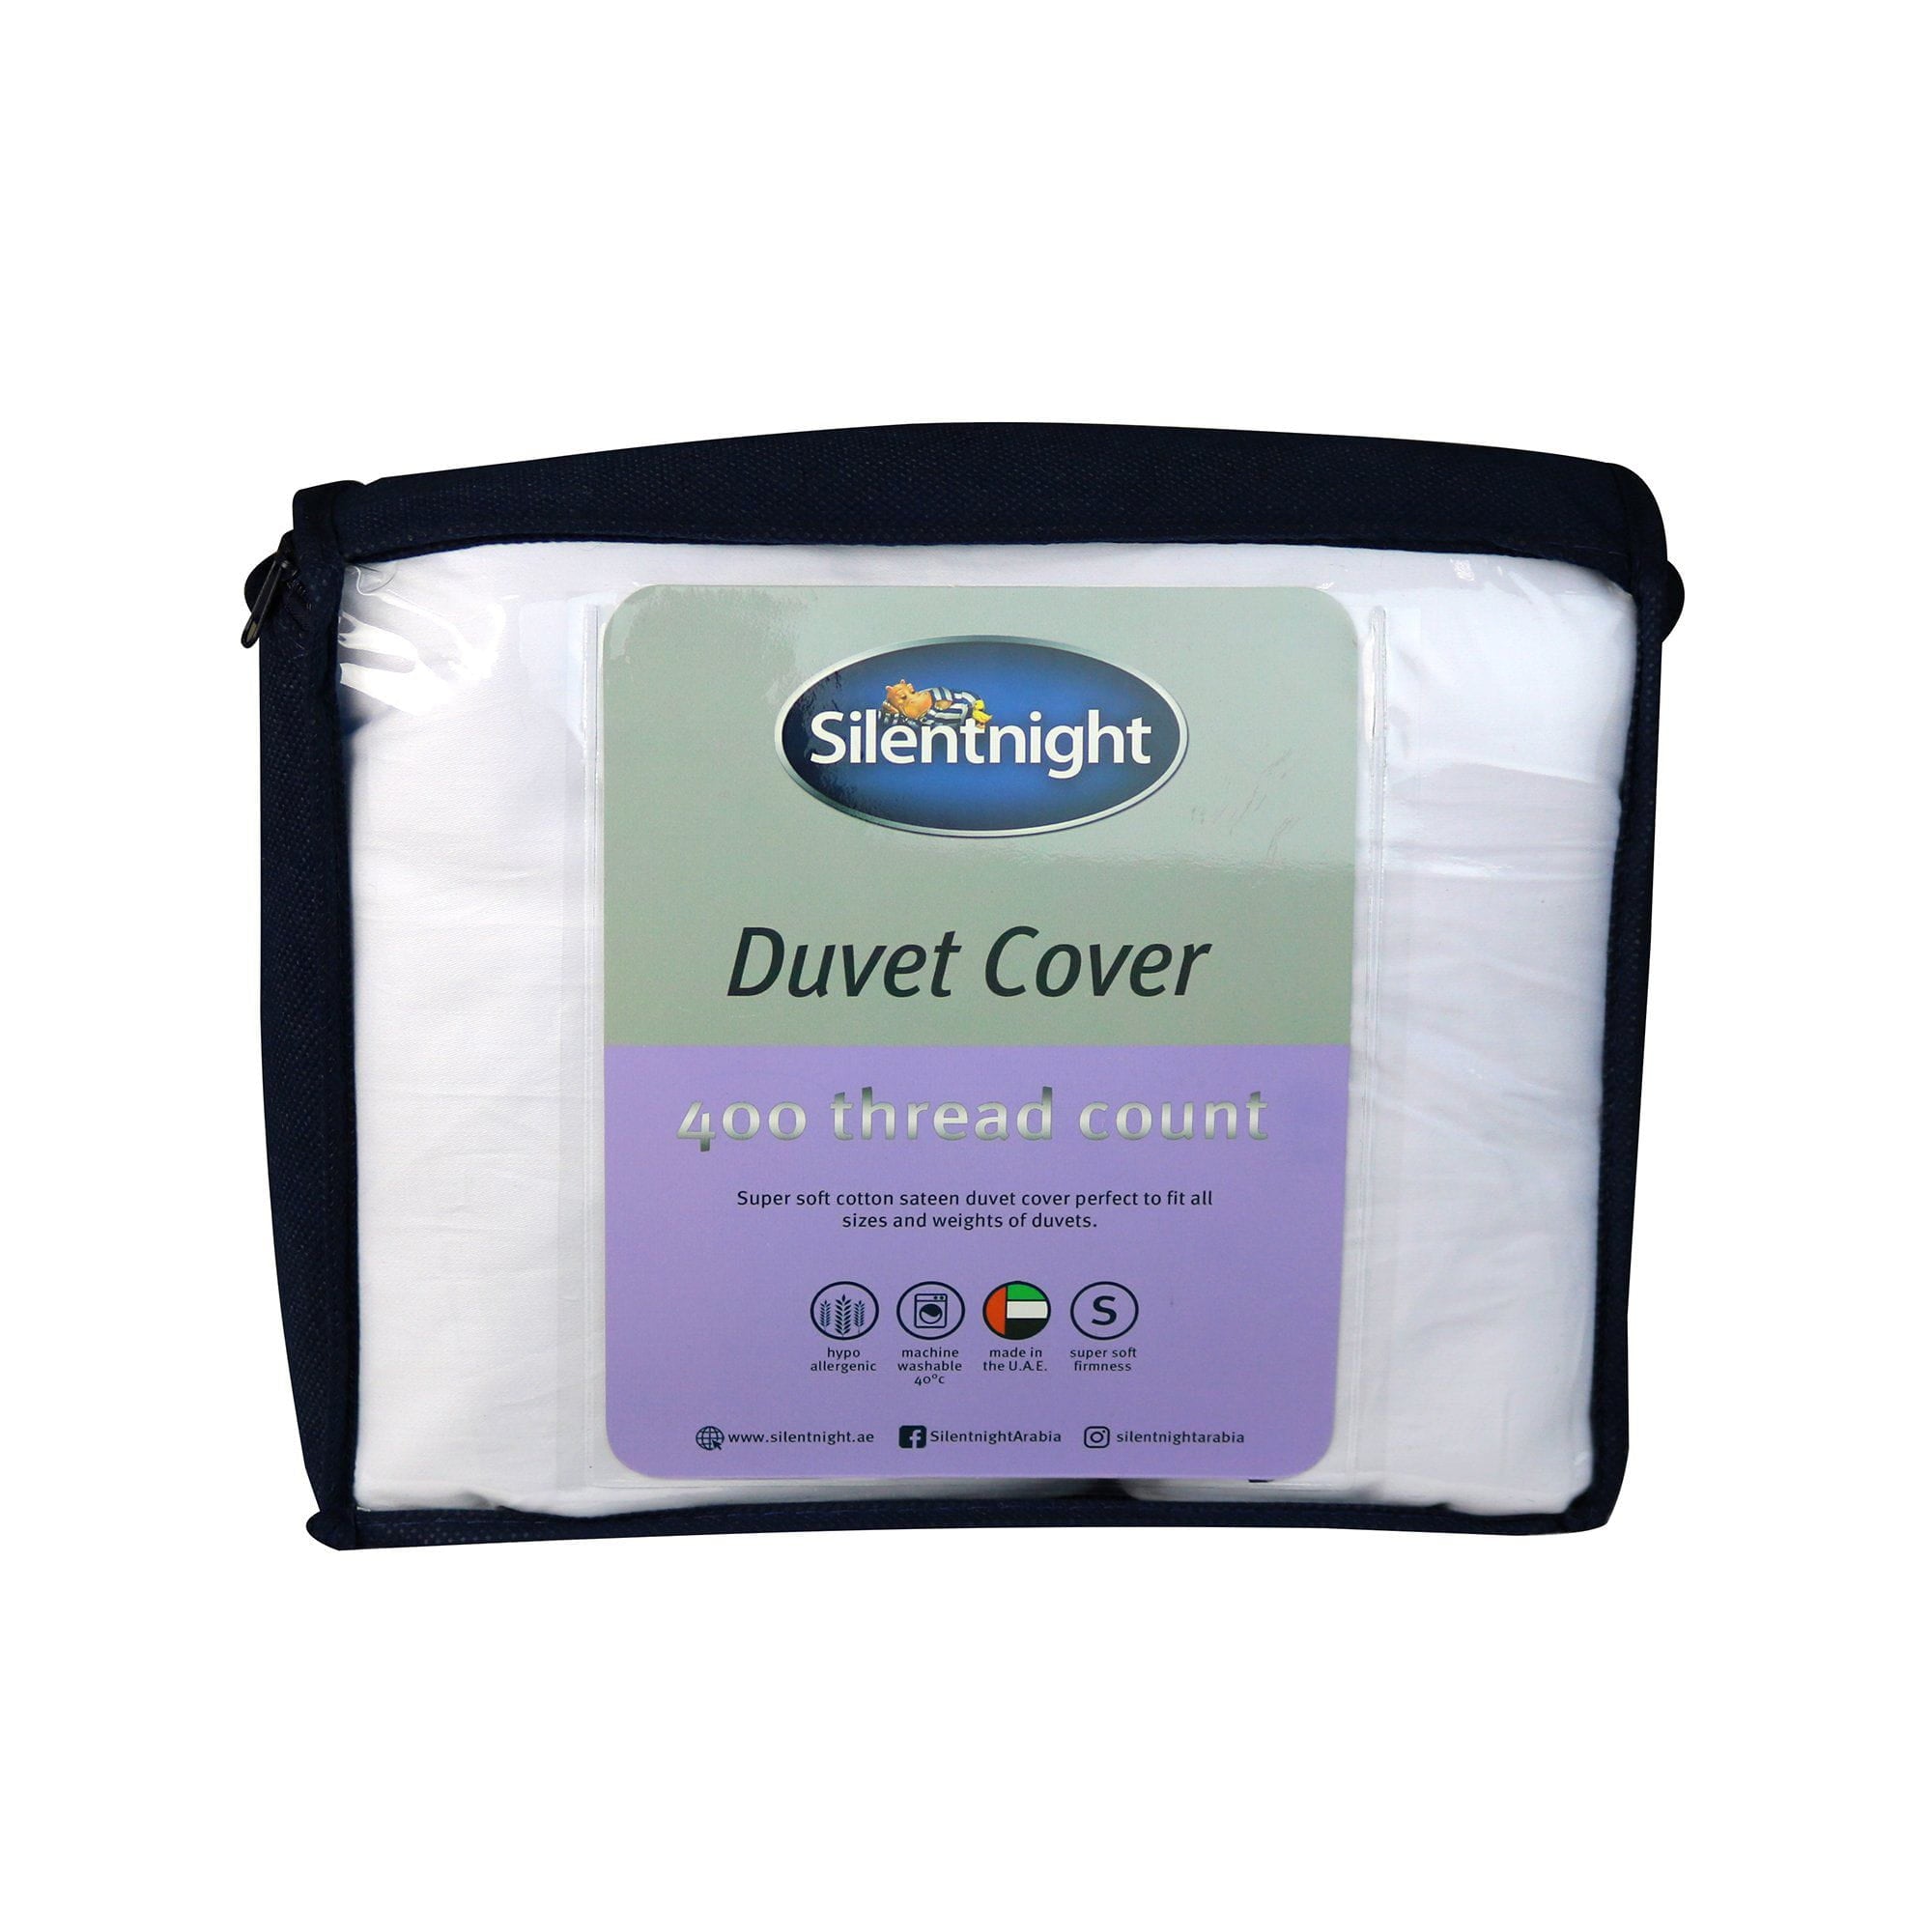 Silentnight
Duvet Cover
400 thread count
Super soft cotton sateen duvet cover perfect to fit all
sizes and weights of duvets.
hypo
allergenic
machine
washable
40°c
made in
the U.A.E.
S
super soft
firmness
www.silentnight.ae
SilentnightArabia
silentnightarabia